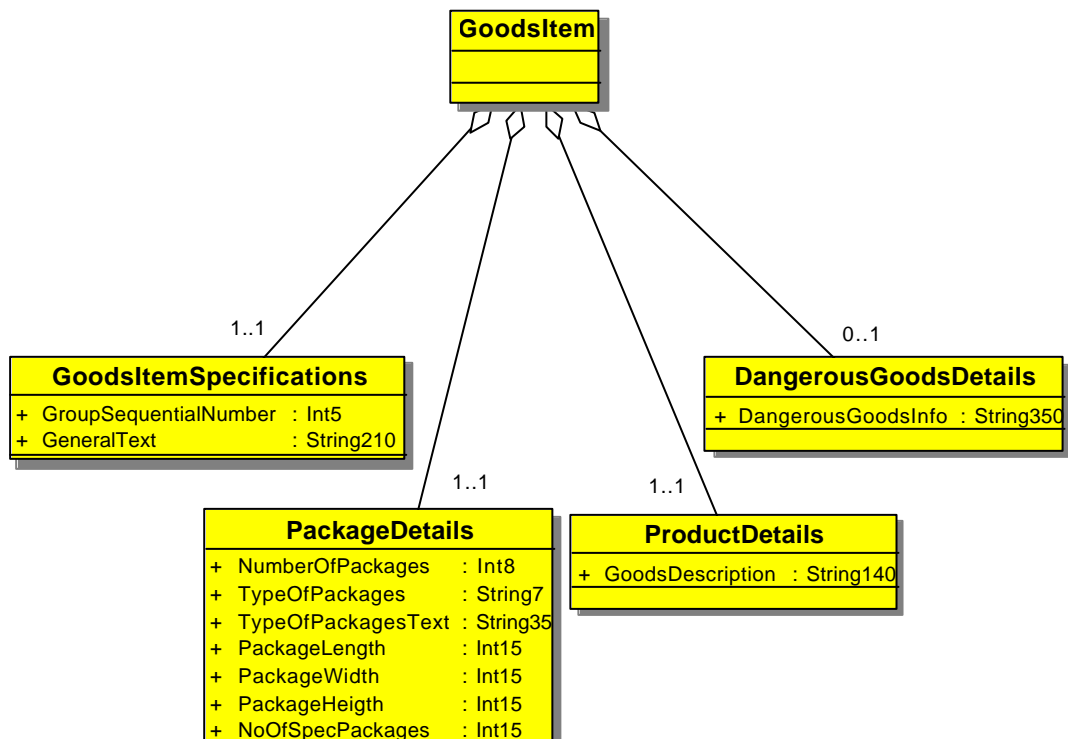 GoodsItem
1..1
0..1
GoodsItemSpecifications
+ GroupSequentialNumber : Int5
+ GeneralText : String210
DangerousGoodsDetails
+ DangerousGoodsInfo : String350
1..1
1..1
PackageDetails
+ NumberOfPackages : Int8
+ TypeOfPackages : String7
+ TypeOfPackagesText : String35
+ PackageLength : Int15
+ PackageWidth : Int15
+ PackageHeigth : Int15
+ NoOfSpecPackages : Int15
ProductDetails
+ GoodsDescription : String140